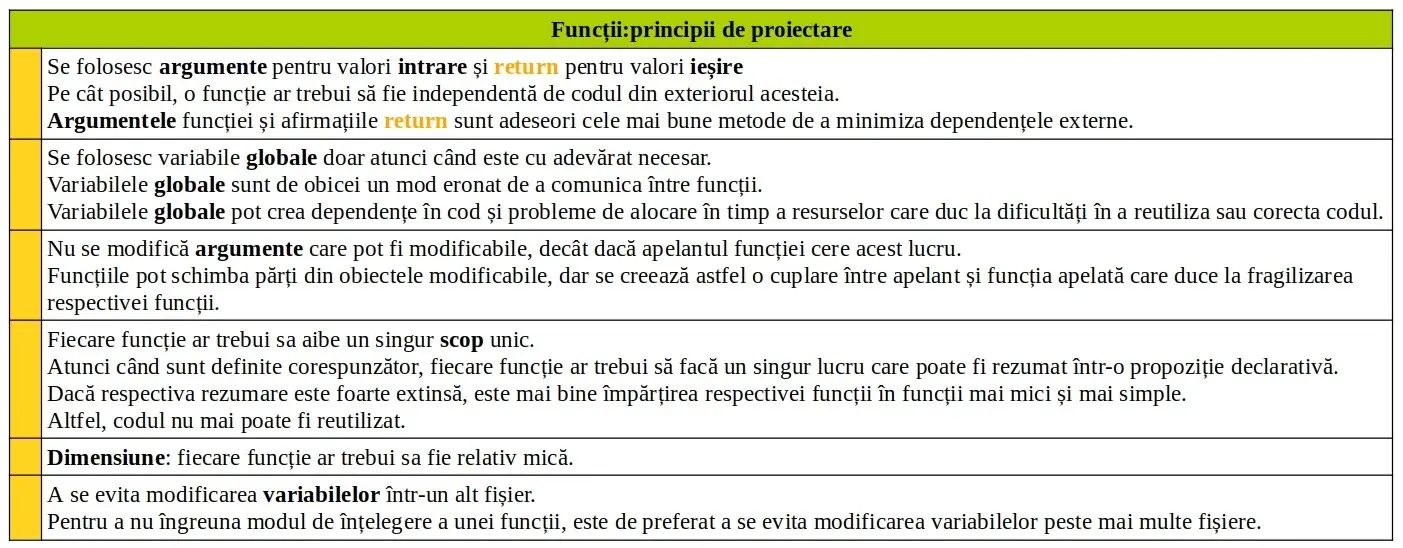 Funcții:principii de proiectare
Se folosesc argumente pentru valori intrare și return pentru valori ieșire
Pe cât posibil, o funcție ar trebui să fie independentă de codul din exteriorul acesteia.
Argumentele funcției și afirmațiile return sunt adeseori cele mai bune metode de a minimiza dependențele externe.
Se folosesc variabile globale doar atunci când este cu adevărat necesar.
Variabilele globale sunt de obicei un mod eronat de a comunica între funcții.
Variabilele globale pot crea dependențe în cod și probleme de alocare în timp a resurselor care duc la dificultăți în a reutiliza sau corecta codul.
Nu se modifică argumente care pot fi modificabile, decât dacă apelantul funcției cere acest lucru.
Funcțiile pot schimba părți din obiectele modificabile, dar se creează astfel o cuplare între apelant și funcția apelată care duce la fragilizarea
respectivei funcții.
Fiecare funcție ar trebui sa aibe un singur scop unic.
Atunci când sunt definite corespunzător, fiecare funcție ar trebui să facă un singur lucru care poate fi rezumat într-o propoziție declarativă.
Dacă respectiva rezumare este foarte extinsă, este mai bine împărțirea respectivei funcții în funcții mai mici și mai simple.
Altfel, codul nu mai poate fi reutilizat.
Dimensiune: fiecare funcție ar trebui sa fie relativ mică.
A se evita modificarea variabilelor într-un alt fișier.
Pentru a nu îngreuna modul de înțelegere a unei funcții, este de preferat a se evita modificarea variabilelor peste mai multe fișiere.